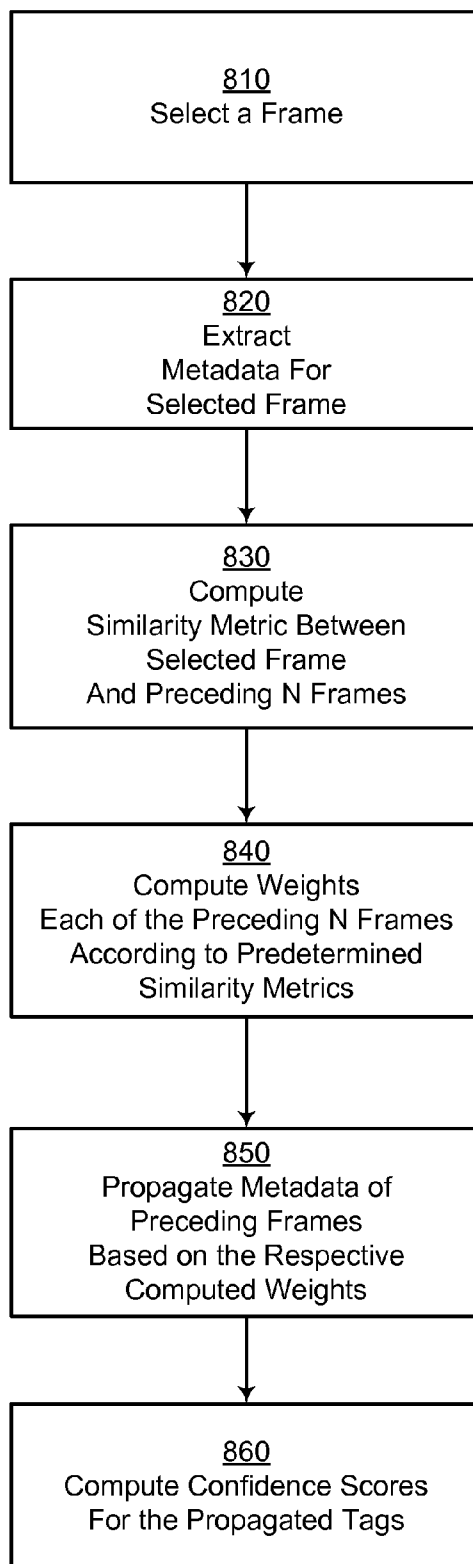 810
Select a Frame
820
Extract
Metadata For
Selected Frame
830
Compute
Similarity Metric Between
Selected Frame
And Preceding N Frames
840
Compute Weights
Each of the Preceding N Frames
According to Predetermined
Similarity Metrics
850
Propagate Metadata of
Preceding Frames
Based on the Respective
Computed Weights
860
Compute Confidence Scores
For the Propagated Tags